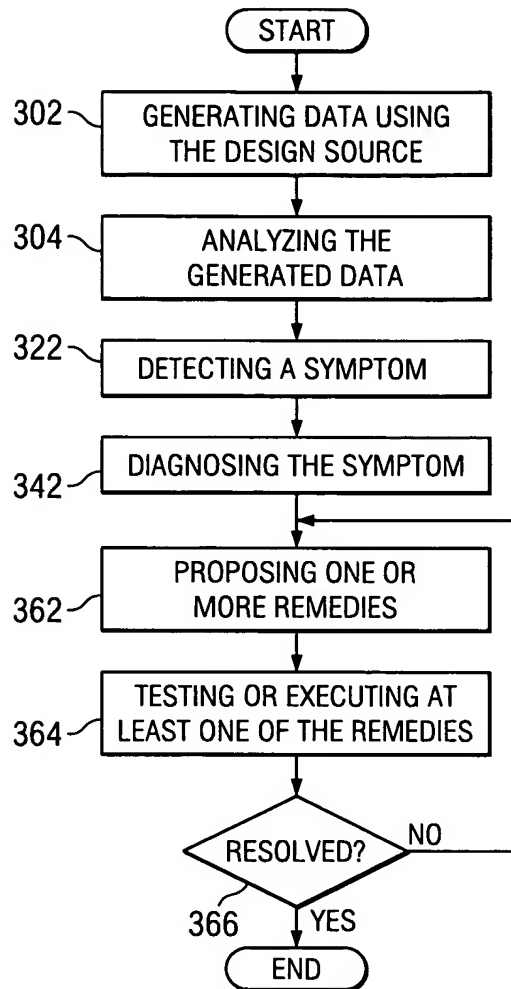 START
302
GENERATING DATA USING
THE DESIGN SOURCE
304
ANALYZING THE
GENERATED DATA
322
DETECTING A SYMPTOM
342
DIAGNOSING THE SYMPTOM
362
PROPOSING ONE OR
MORE REMEDIES
364
TESTING OR EXECUTING AT
LEAST ONE OF THE REMEDIES
RESOLVED?
NO
366
YES
END